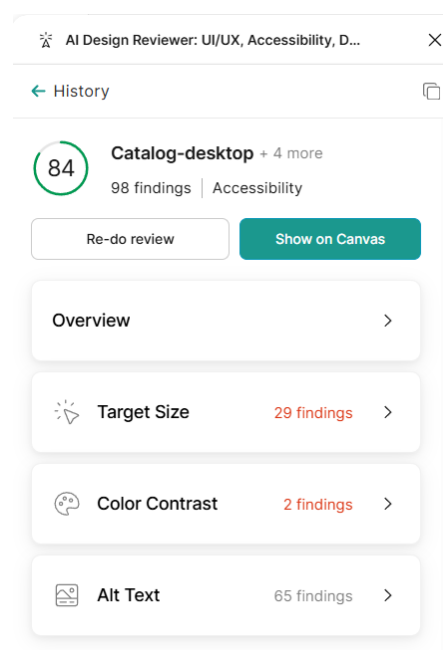 AI Design Reviewer: UI/UX, Accessibility, D...
History
84
Catalog-desktop + 4 more
98 findings | Accessibility
Re-do review
Show on Canvas
Overview
Target Size 29 findings
Color Contrast 2 findings
Alt Text 65 findings